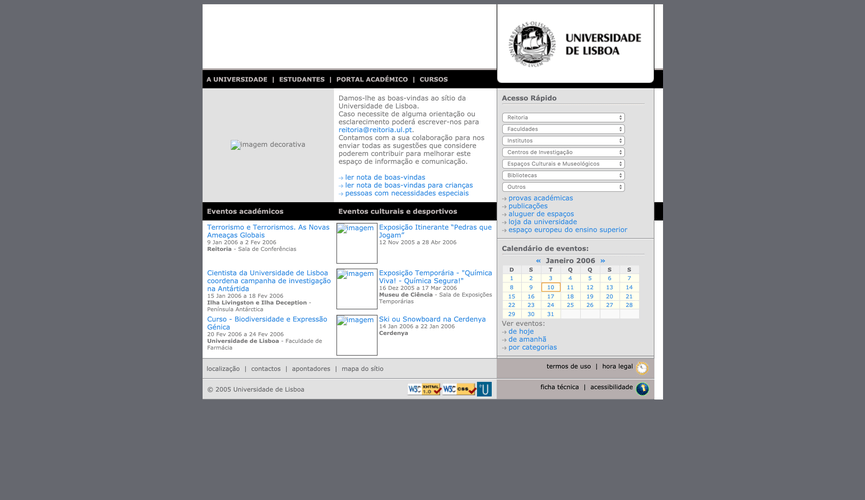 UNIVERSIDADE
DE LISBOA
A UNIVERSIDADE | ESTUDANTES | PORTAL ACADÉMICO | CURSOS
imagem decorativa
Damos-lhe as boas-vindas ao sítio da
Universidade de Lisboa.
Caso necessite de alguma orientação ou
esclarecimento poderá escrever-nos para
reitoria@reitoria.ul.pt.
Contamos com a sua colaboração para nos
enviar todas as sugestões que considere
poderem contribuir para melhorar este
espaço de informação e comunicação.
ler nota de boas-vindas
ler nota de boas-vindas para crianças
pessoas com necessidades especiais
Eventos académicos
Terrorismo e Terrorismos. As Novas
Ameaças Globais
9 Jan 2006 a 2 Fev 2006
Reitoria - Sala de Conferências
Cientista da Universidade de Lisboa
coordena campanha de investigação
na Antártida
15 Jan 2006 a 18 Fev 2006
Ilha Livingston e Ilha Deception -
Península Antárctica
Curso - Biodiversidade e Expressão
Génica
20 Fev 2006 a 24 Fev 2006
Universidade de Lisboa - Faculdade de
Farmácia
Eventos culturais e desportivos
imagem
Exposição Itinerante "Pedras que
Jogam"
12 Nov 2005 a 28 Abr 2006
imagem
Exposição Temporária - "Química
Viva! - Química Segura!"
16 Dez 2005 a 17 Mar 2006
Museu de Ciência - Sala de Exposições
Temporárias
imagem
Ski ou Snowboard na Cerdenya
14 Jan 2006 a 22 Jan 2006
Cerdenya
Acesso Rápido
Reitoria
Faculdades
Institutos
Centros de Investigação
Espaços Culturais e Museológicos
Bibliotecas
Outros
provas académicas
publicações
aluguer de espaços
loja da universidade
espaço europeu do ensino superior
Calendário de eventos:
« Janeiro 2006 »
D S T Q Q S S
1 2 3 4 5 6 7
8 9 10 11 12 13 14
15 16 17 18 19 20 21
22 23 24 25 26 27 28
29 30 31
Ver eventos:
de hoje
de amanhã
por categorias
localização | contactos | apontadores | mapa do sítio
termos de uso | hora legal
© 2005 Universidade de Lisboa
W3C XHTML 1.0
W3C CSS
U
ficha técnica | acessibilidade